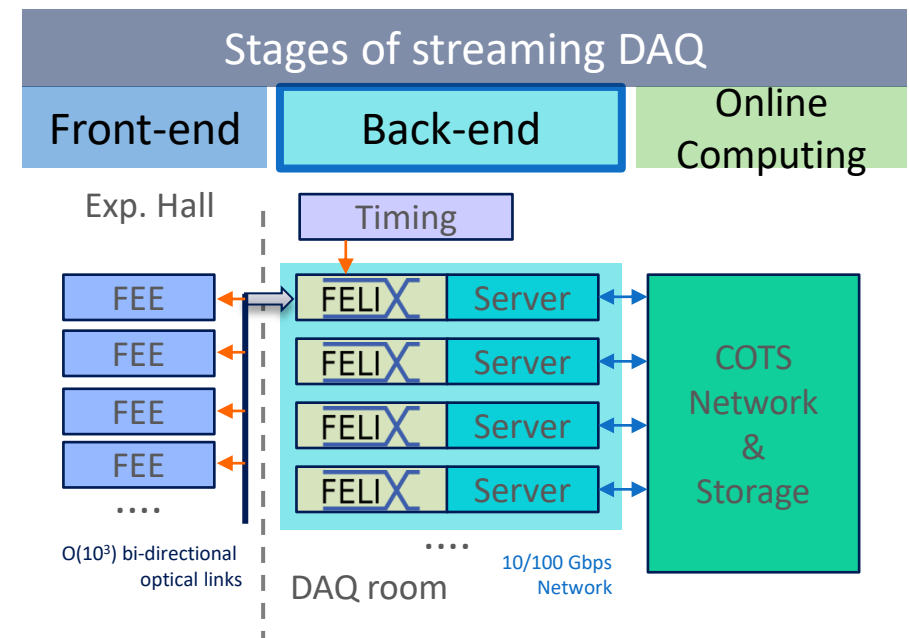 Stages of streaming DAQ
Front-end
Back-end
Online
Computing
Exp. Hall
Timing
FEE
FELIX
Server
FEE
FELIX
Server
FEE
FELIX
Server
FEE
FELIX
Server
COTS
Network
&
Storage
....
....
O(10³) bi-directional
optical links
DAQ room
10/100 Gbps
Network